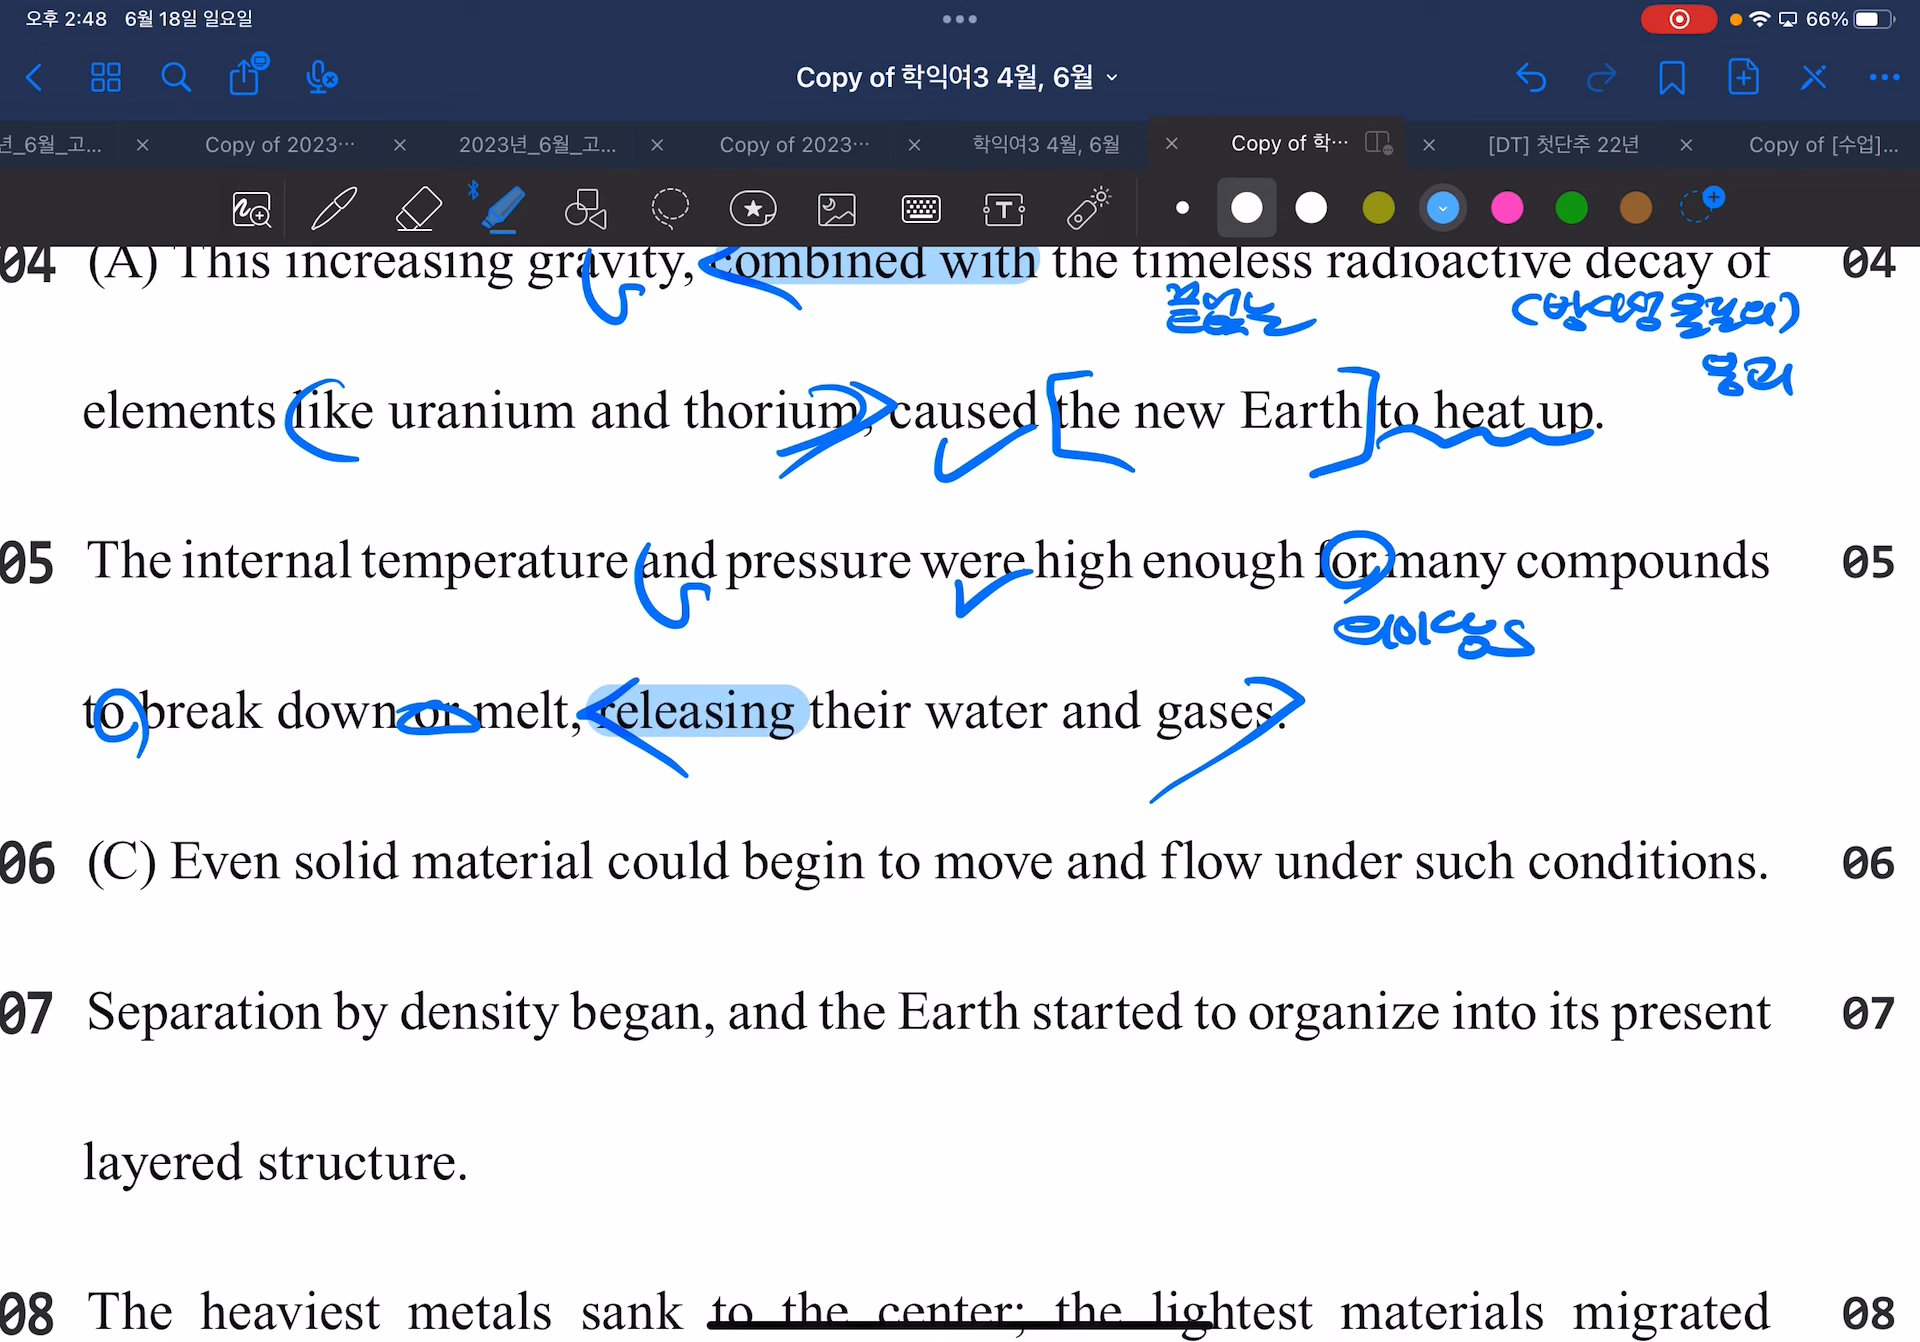 오후 2:48 6월 18일 일요일 66%
Copy of 학익여3 4월, 6월
년_6월_고... Copy of 2023... 2023년_6월_고... Copy of 2023... 학익여3 4월, 6월 Copy of 학... [DT] 첫단추 22년 Copy of [수업]...
04 (A) This increasing gravity, combined with the timeless radioactive decay of 04
끝없는 (방사성 물질의)
붕괴
elements like uranium and thorium, caused the new Earth to heat up.
05 The internal temperature and pressure were high enough for many compounds 05
의미상 S
to break down or melt, releasing their water and gases.
06 (C) Even solid material could begin to move and flow under such conditions. 06
07 Separation by density began, and the Earth started to organize into its present 07
layered structure.
08 The heaviest metals sank to the center; the lightest materials migrated 08